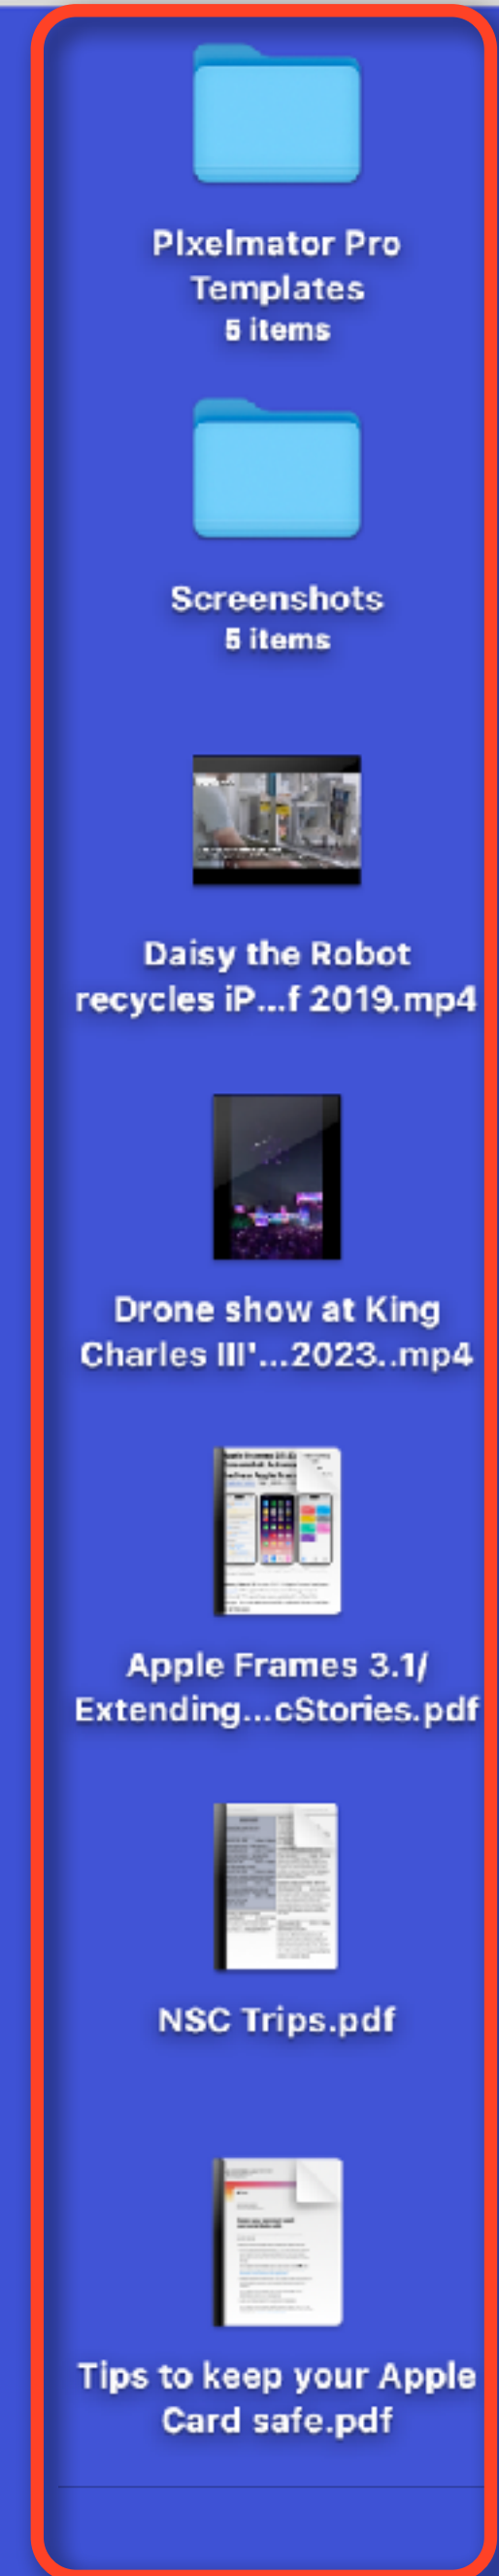 PIxelmator Pro
Templates
5 items
Screenshots
5 items
Daisy the Robot
recycles iP...f 2019.mp4
Drone show at King
Charles III'...2023..mp4
Apple Frames 3.1/
Extending...cStories.pdf
NSC Trips.pdf
Tips to keep your Apple
Card safe.pdf